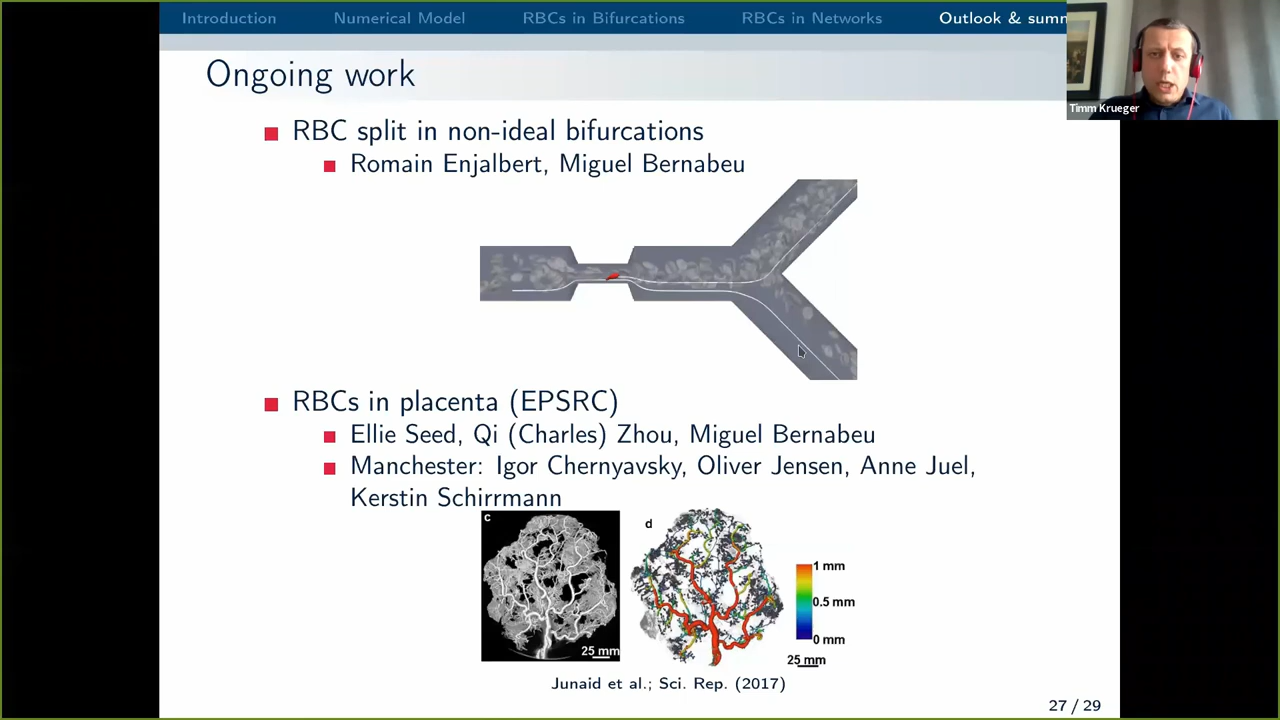 Introduction Numerical Model RBCs in Bifurcations RBCs in Networks Outlook & summ
Timm Krueger
Ongoing work
RBC split in non-ideal bifurcations
Romain Enjalbert, Miguel Bernabeu
RBCs in placenta (EPSRC)
Ellie Seed, Qi (Charles) Zhou, Miguel Bernabeu
Manchester: Igor Chernyavsky, Oliver Jensen, Anne Juel,
Kerstin Schirrmann
c
d
1 mm
0.5 mm
0 mm
25 mm
25 mm
Junaid et al.; Sci. Rep. (2017)
27 / 29